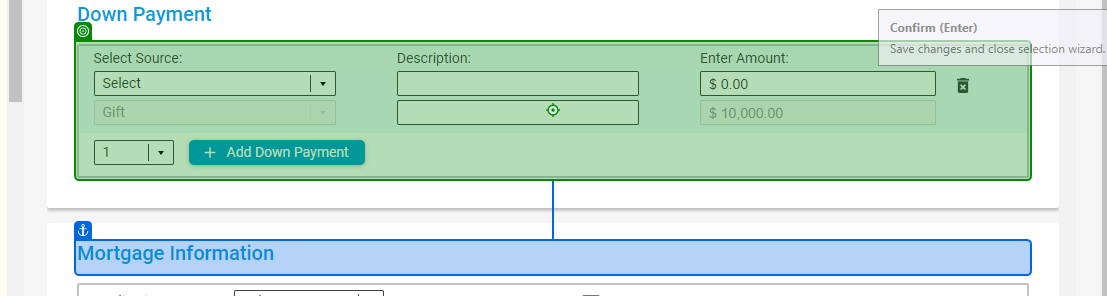 Down Payment
Confirm (Enter)
Save changes and close selection wizard.
Select Source: Description: Enter Amount:
Select $ 0.00
Gift $ 10,000.00
1 + Add Down Payment
Mortgage Information